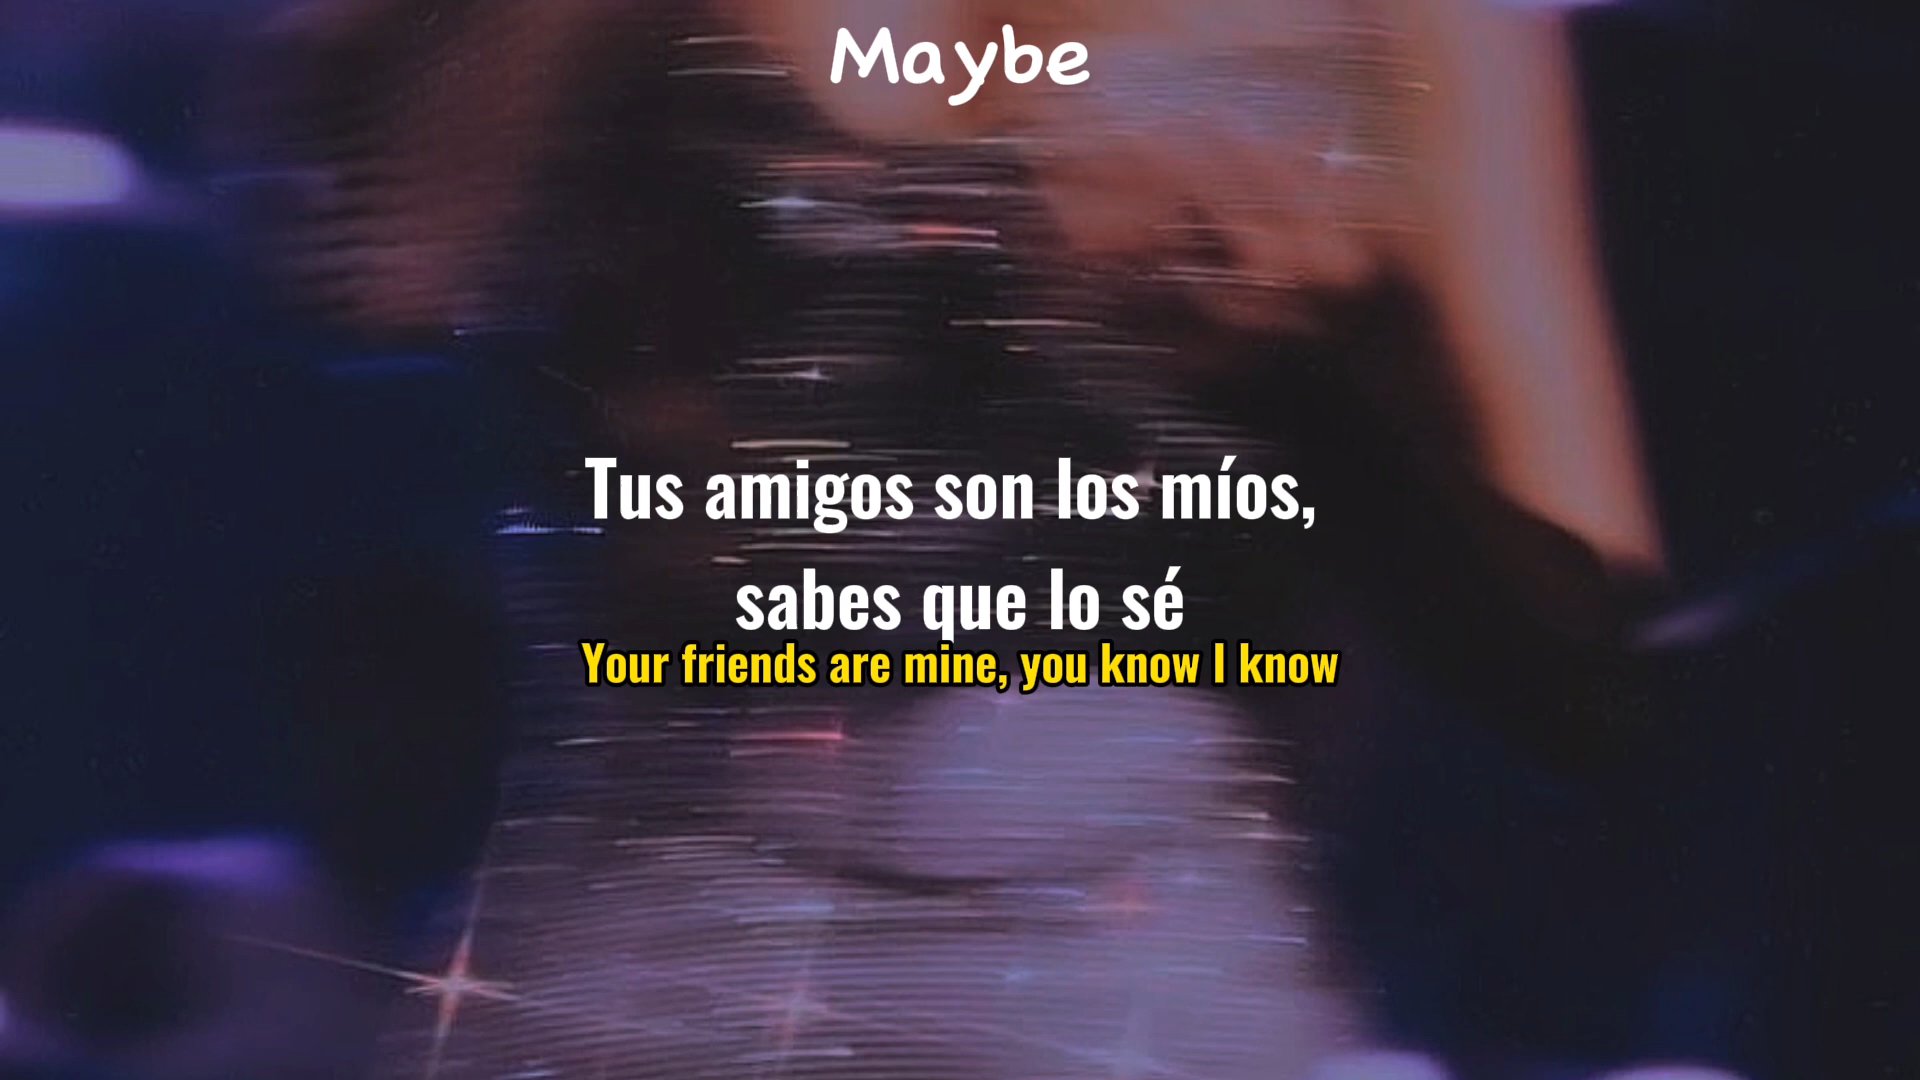 Maybe
Tus amigos son los míos,
sabes que lo sé
Your friends are mine, you know I know